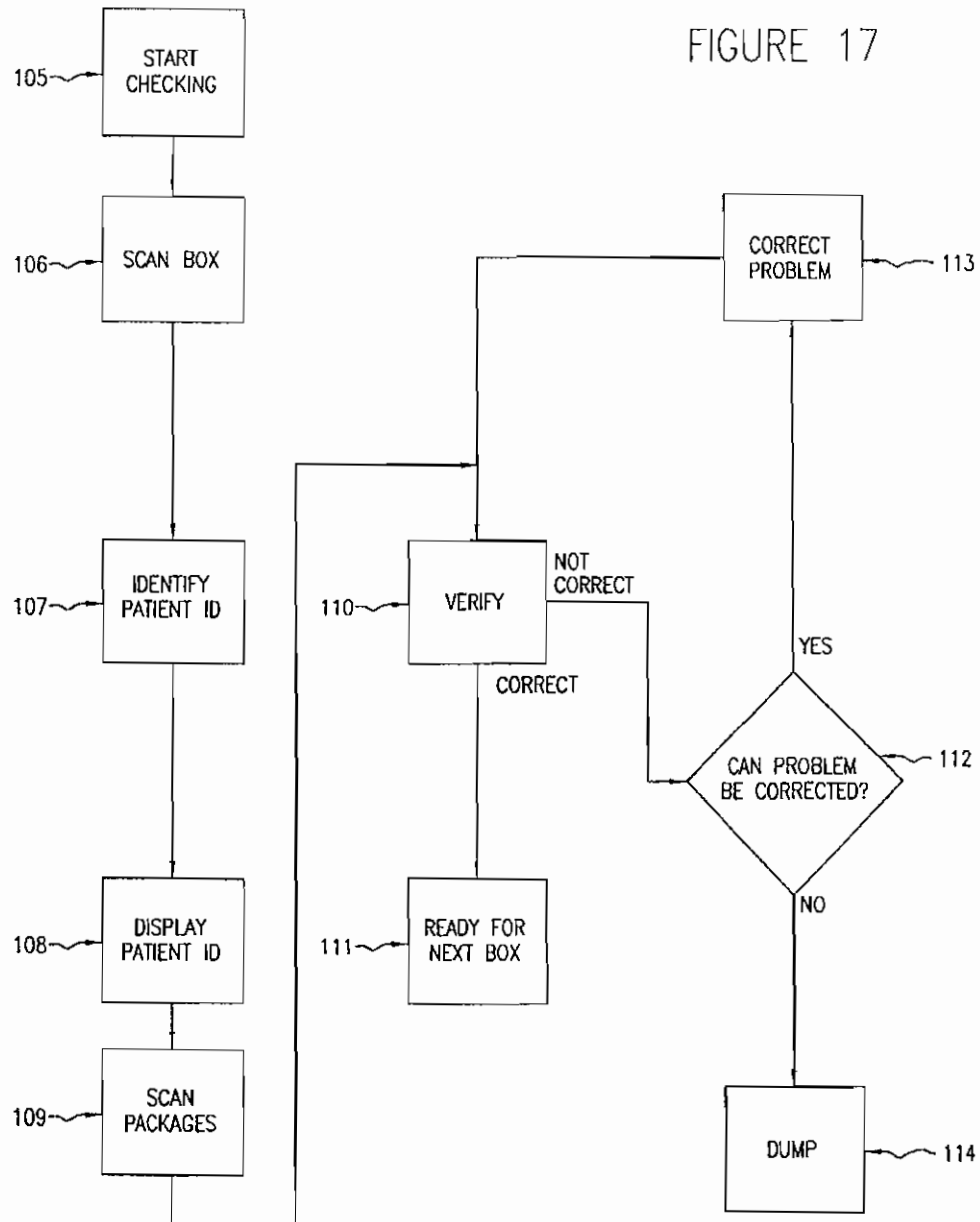 FIGURE 17
105
START
CHECKING
106
SCAN BOX
107
IDENTIFY
PATIENT ID
108
DISPLAY
PATIENT ID
109
SCAN
PACKAGES
110
VERIFY
NOT
CORRECT
CORRECT
111
READY FOR
NEXT BOX
CORRECT
PROBLEM
113
YES
CAN PROBLEM
BE CORRECTED?
112
NO
DUMP
114